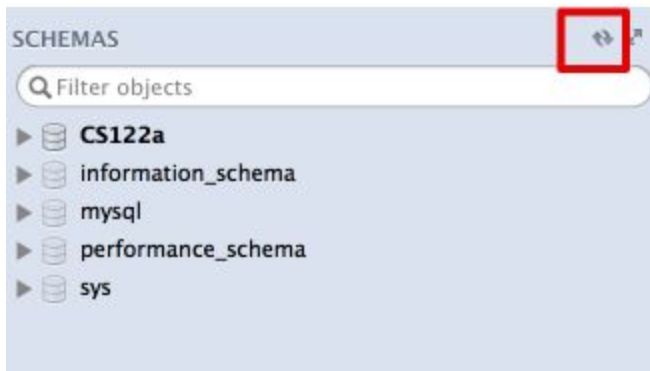 SCHEMAS
Filter objects
CS122a
information_schema
mysql
performance_schema
sys